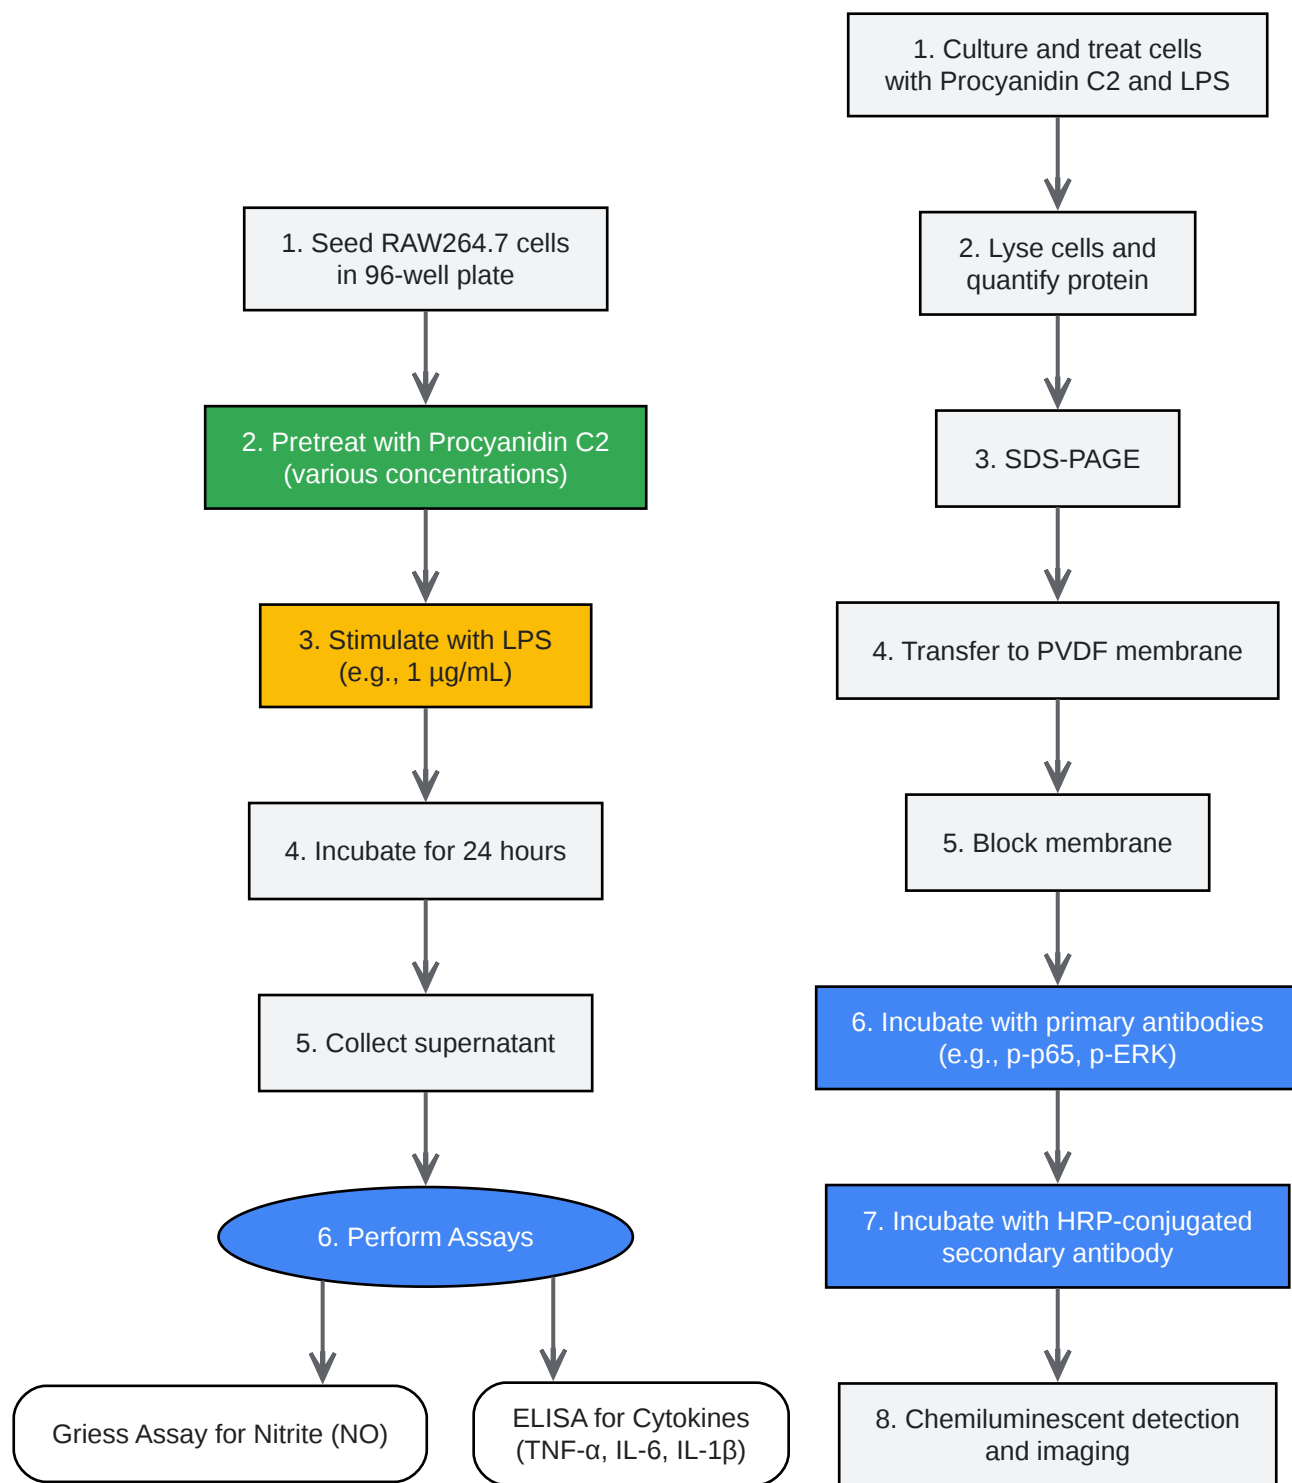 1. Seed RAW264.7 cells
in 96-well plate
2. Pretreat with Procyanidin C2
(various concentrations)
3. Stimulate with LPS
(e.g., 1 µg/mL)
4. Incubate for 24 hours
5. Collect supernatant
6. Perform Assays
Griess Assay for Nitrite (NO)
ELISA for Cytokines
(TNF-α, IL-6, IL-1β)
1. Culture and treat cells
with Procyanidin C2 and LPS
2. Lyse cells and
quantify protein
3. SDS-PAGE
4. Transfer to PVDF membrane
5. Block membrane
6. Incubate with primary antibodies
(e.g., p-p65, p-ERK)
7. Incubate with HRP-conjugated
secondary antibody
8. Chemiluminescent detection
and imaging